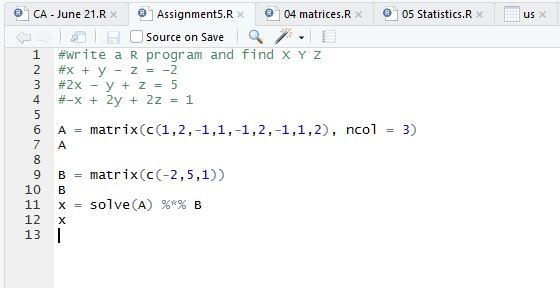 CA - June 21.R × Assignment5.R × 04 matrices.R × 05 Statistics.R × us ×
Source on Save
1 #Write a R program and find X Y Z
2 #x + y - z = -2
3 #2x - y + z = 5
4 #-x + 2y + 2z = 1
5
6 A = matrix(c(1,2,-1,1,-1,2,-1,1,2), ncol = 3)
7 A
8
9 B = matrix(c(-2,5,1))
10 B
11 x = solve(A) %*% B
12 x
13